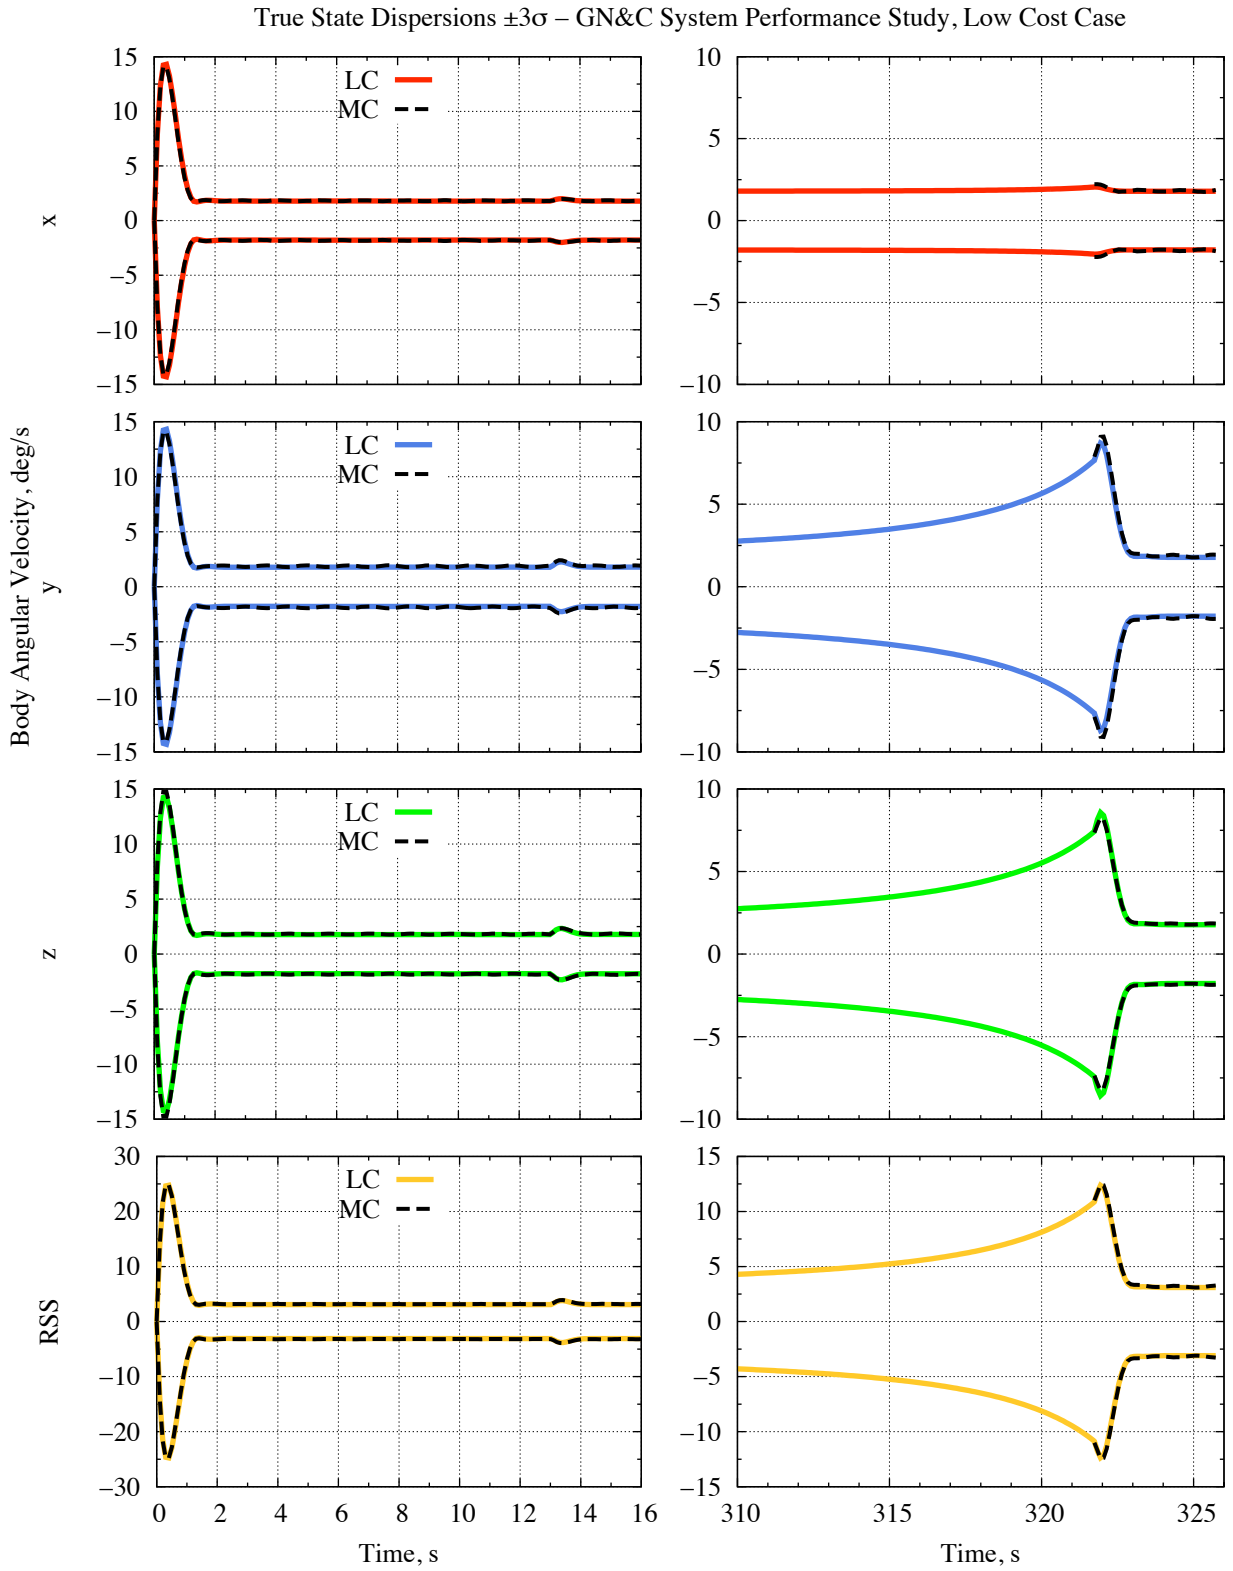 True State Dispersions ±3σ – GN&C System Performance Study, Low Cost Case
Body Angular Velocity, deg/s
x
15
10
5
0
–5
–10
–15
LC
MC
10
5
0
–5
–10
y
15
10
5
0
–5
–10
–15
LC
MC
10
5
0
–5
–10
z
15
10
5
0
–5
–10
–15
LC
MC
10
5
0
–5
–10
RSS
30
20
10
0
–10
–20
–30
LC
MC
0 2 4 6 8 10 12 14 16
Time, s
15
10
5
0
–5
–10
–15
310 315 320 325
Time, s